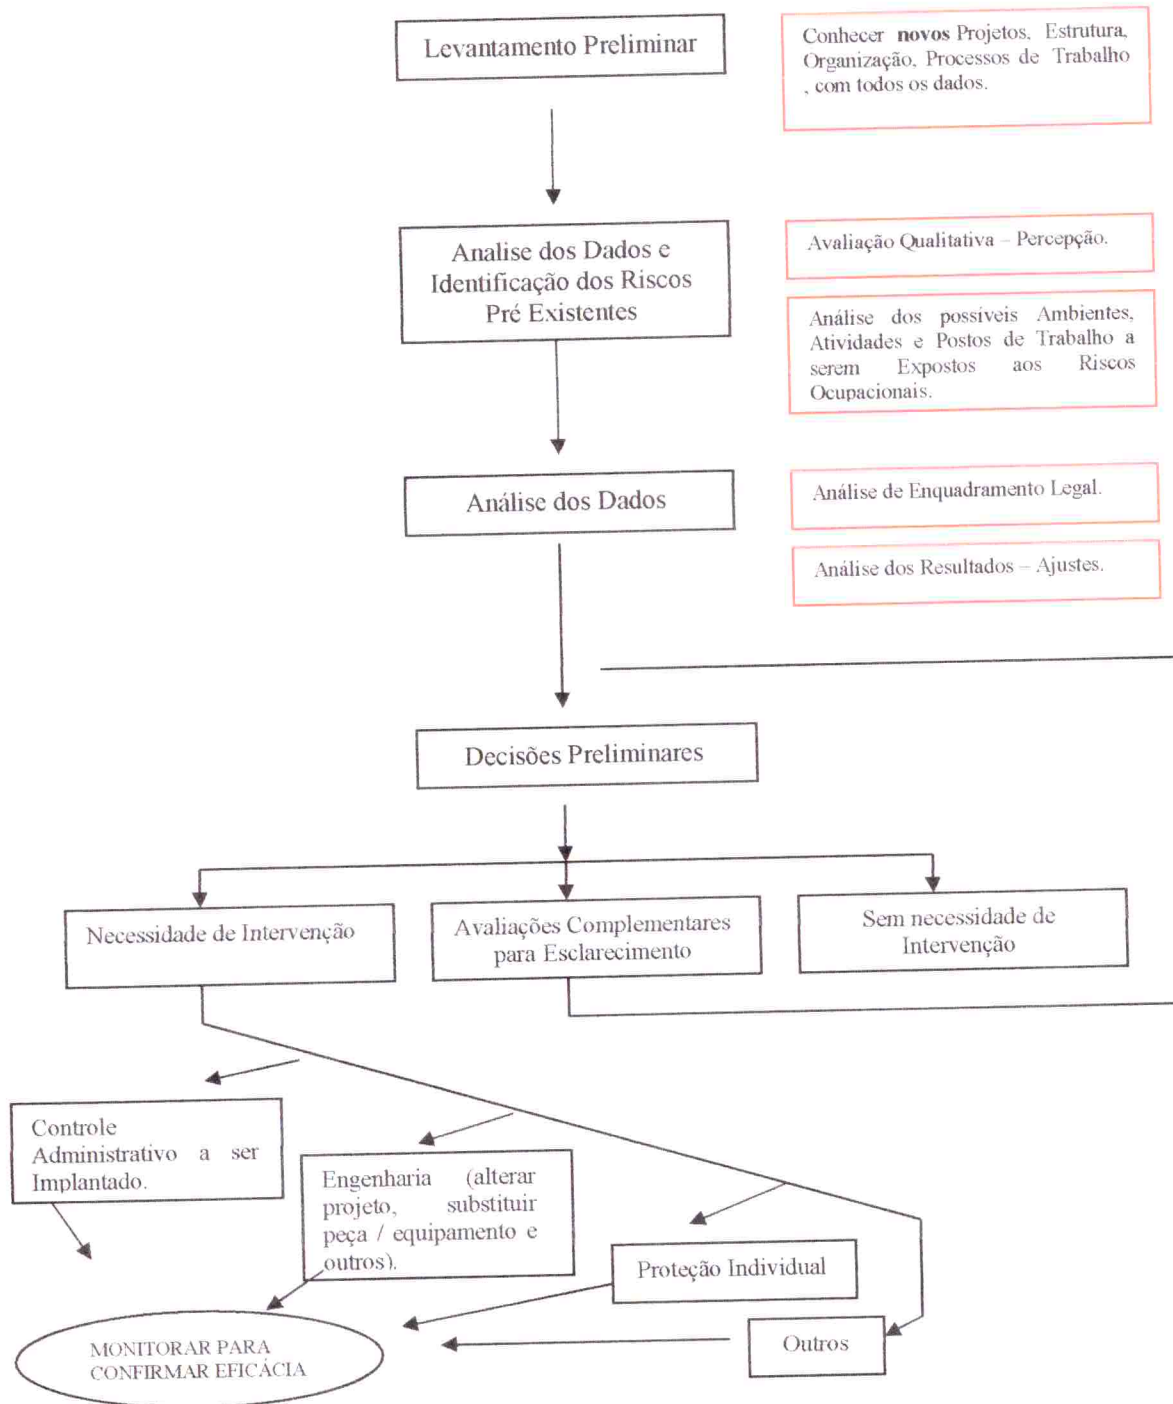 Levantamento Preliminar
Conhecer novos Projetos, Estrutura,
Organização, Processos de Trabalho
, com todos os dados.
Analise dos Dados e
Identificação dos Riscos
Pré Existentes
Avaliação Qualitativa – Percepção.
Análise dos possíveis Ambientes,
Atividades e Postos de Trabalho a
serem Expostos aos Riscos
Ocupacionais.
Análise dos Dados
Análise de Enquadramento Legal.
Análise dos Resultados – Ajustes.
Decisões Preliminares
Necessidade de Intervenção
Avaliações Complementares
para Esclarecimento
Sem necessidade de
Intervenção
Controle
Administrativo a ser
Implantado.
Engenharia (alterar
projeto, substituir
peça / equipamento e
outros).
Proteção Individual
Outros
MONITORAR PARA
CONFIRMAR EFICÁCIA